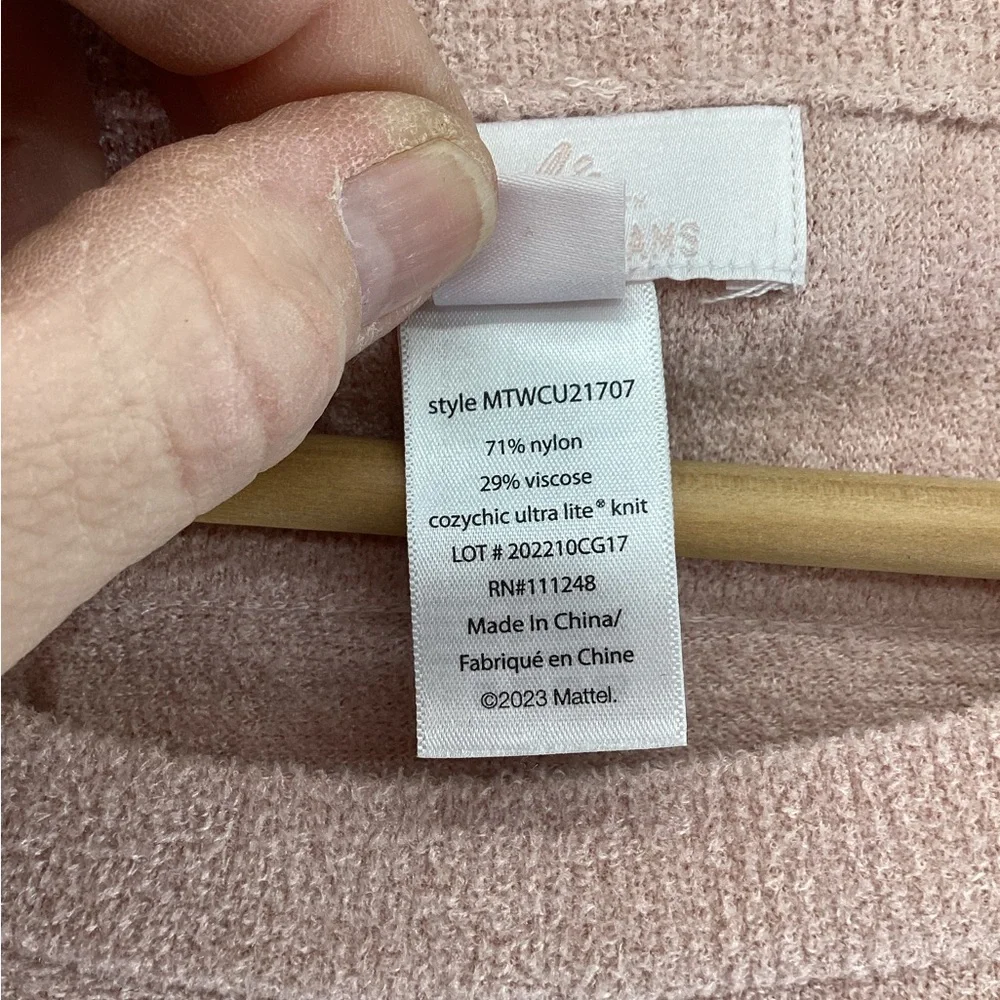 AMS
style MTWCU21707
71% nylon
29% viscose
cozychic ultra lite® knit
LOT # 202210CG17
RN#111248
Made In China/
Fabriqué en Chine
©2023 Mattel.